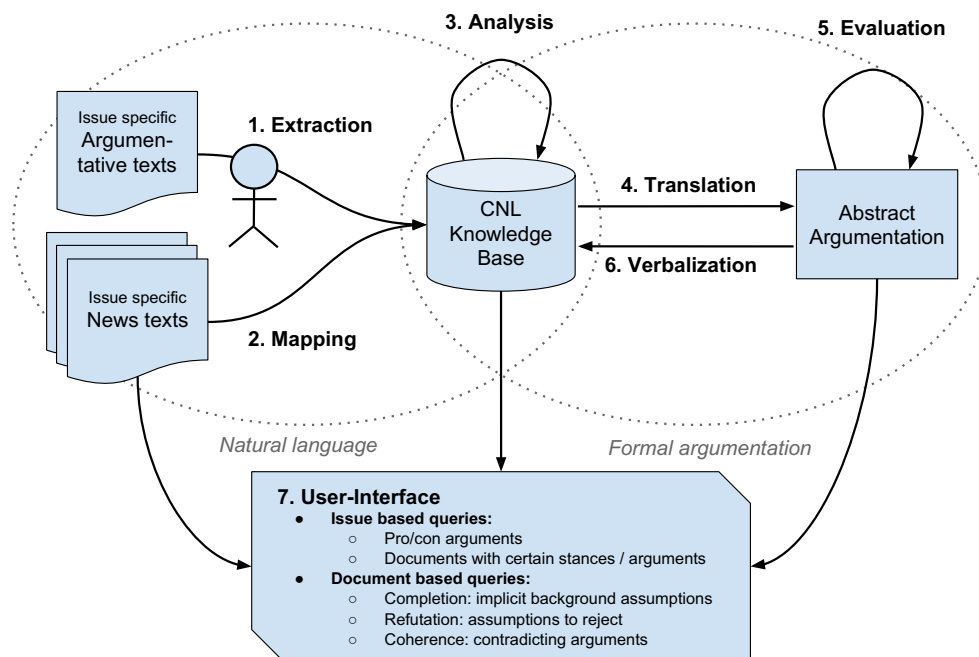 3. Analysis
5. Evaluation
Issue specific
Argumen-
tative texts
1. Extraction
CNL
Knowledge
Base
4. Translation
Abstract
Argumentation
6. Verbalization
Issue specific
News texts
2. Mapping
Natural language
Formal argumentation
7. User-Interface
● Issue based queries:
○ Pro/con arguments
○ Documents with certain stances / arguments
● Document based queries:
○ Completion: implicit background assumptions
○ Refutation: assumptions to reject
○ Coherence: contradicting arguments